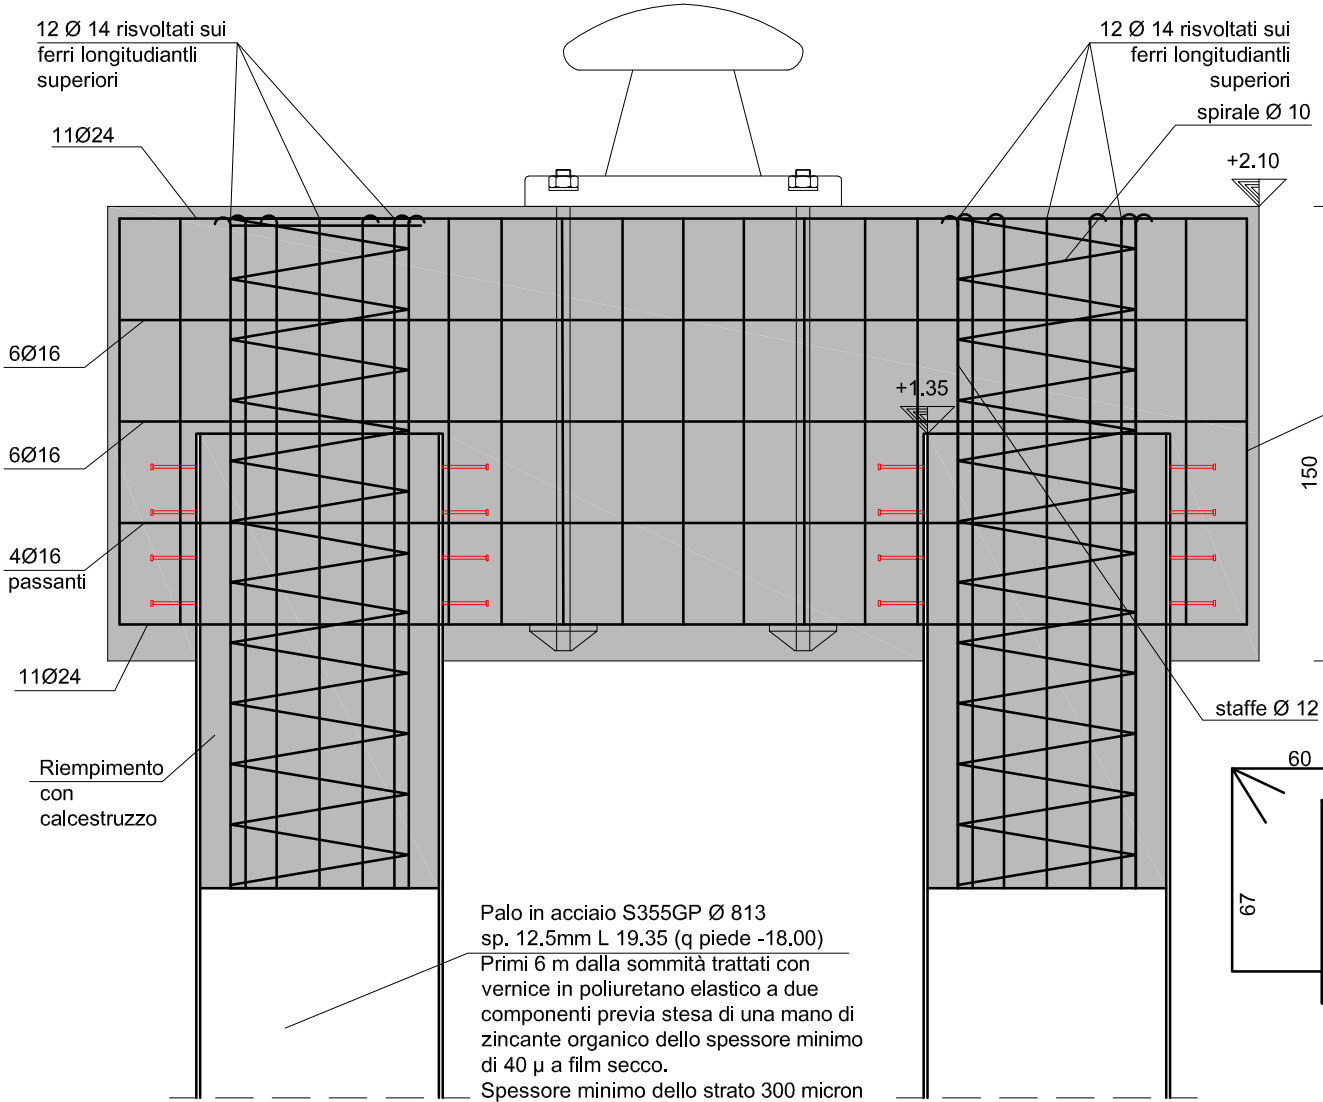 12 Ø 14 risvoltati sui
ferri longitudiantli
superiori
12 Ø 14 risvoltati sui
ferri longitudiantli
superiori
spirale Ø 10
11Ø24
+2.10
6Ø16
+1.35
6Ø16
150
4Ø16
passanti
11Ø24
staffe Ø 12
Riempimento
con
calcestruzzo
60
67
Palo in acciaio S355GP Ø 813
sp. 12.5mm L 19.35 (q piede -18.00)
Primi 6 m dalla sommità trattati con
vernice in poliuretano elastico a due
componenti previa stesa di una mano di
zincante organico dello spessore minimo
di 40 µ a film secco.
Spessore minimo dello strato 300 micron